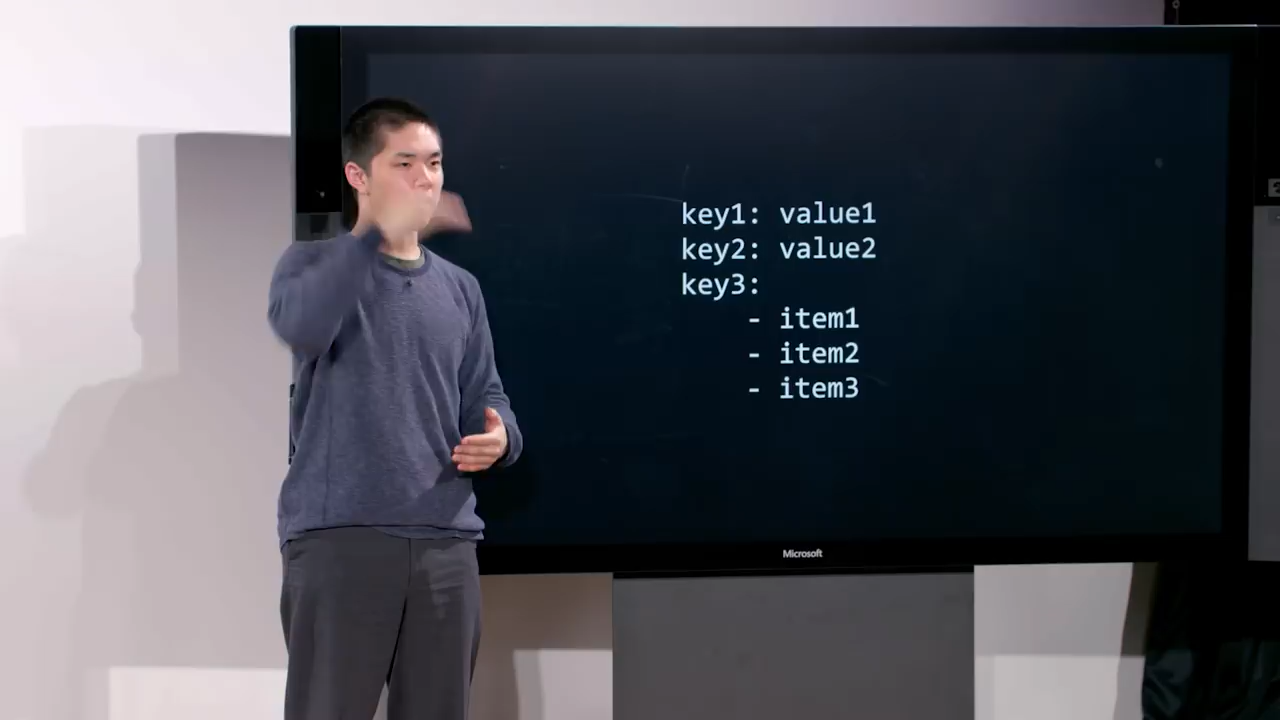 key1: value1
key2: value2
key3:
    - item1
    - item2
    - item3
Microsoft